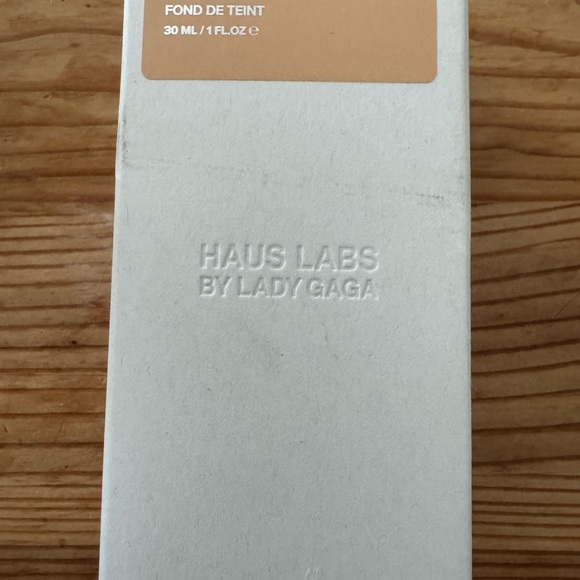 FOND DE TEINT
30 ML / 1 FL.OZ ℮
HAUS LABS
BY LADY GAGA